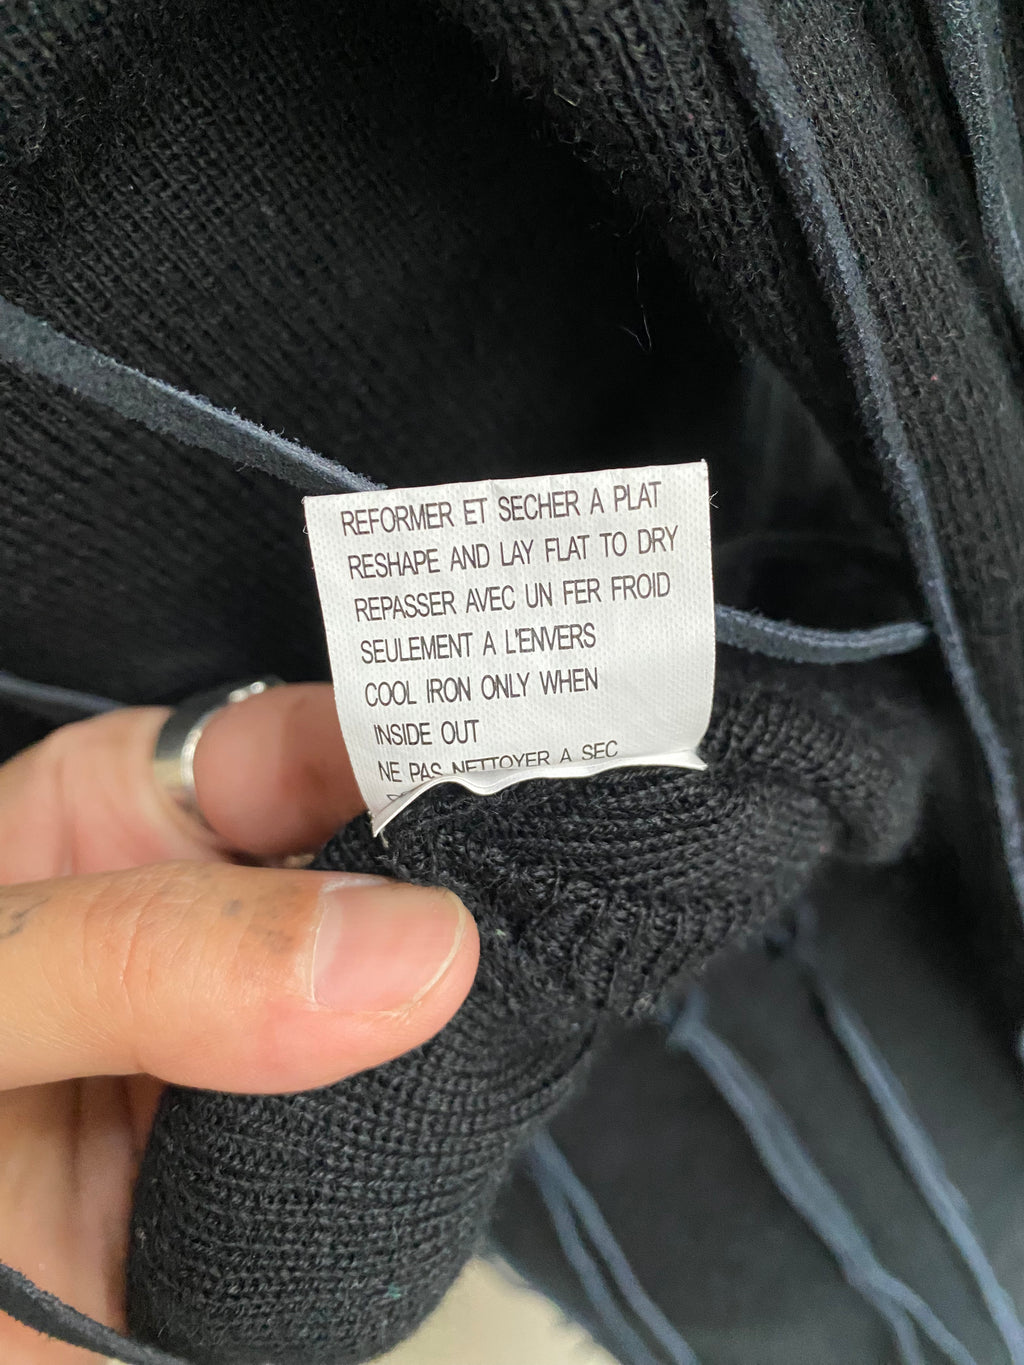 REFORMER ET SECHER A PLAT
RESHAPE AND LAY FLAT TO DRY
REPASSER AVEC UN FER FROID
SEULEMENT A L'ENVERS
COOL IRON ONLY WHEN
INSIDE OUT
NE PAS NETTOYER A SEC